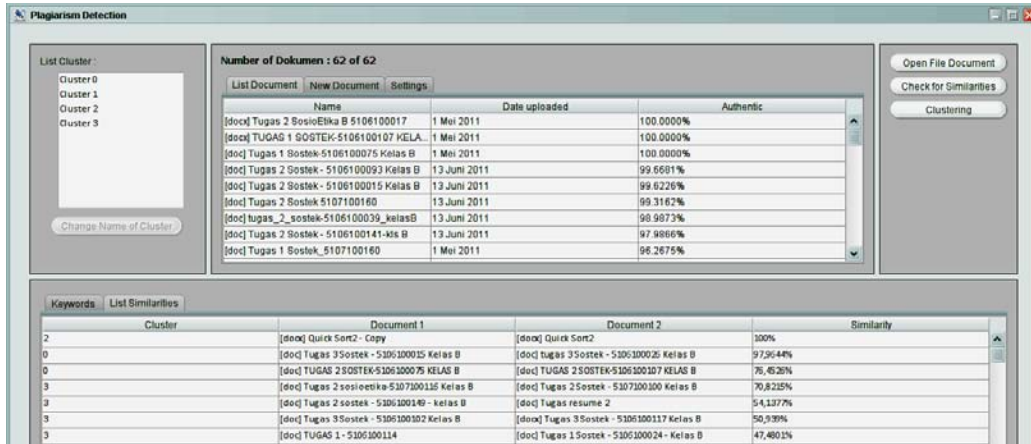 Plagiarism Detection
List Cluster :
Cluster 0
Cluster 1
Cluster 2
Cluster 3
Change Name of Cluster
Number of Dokumen : 62 of 62
List Document New Document Settings
Name Date uploaded Authentic
[docx] Tugas 2 SosioEtika B 5106100017 1 Mei 2011 100.0000%
[docx] TUGAS 1 SOSTEK-5106100107 KELA... 1 Mei 2011 100.0000%
[doc] Tugas 1 Sostek-5106100075 Kelas B 1 Mei 2011 100.0000%
[doc] Tugas 2 Sostek - 5106100093 Kelas B 13 Juni 2011 99.6681%
[doc] Tugas 2 Sostek - 5106100015 Kelas B 13 Juni 2011 99.6226%
[doc] Tugas 2 Sostek 5107100160 13 Juni 2011 99.3162%
[doc] tugas_2_sostek-5106100039_kelasB 13 Juni 2011 98.9873%
[doc] Tugas 2 Sostek - 5106100141-kls B 13 Juni 2011 97.9866%
[doc] Tugas 1 Sostek_5107100160 1 Mei 2011 96.2675%
Open File Document
Check for Similarities
Clustering
Keywords List Similarities
Cluster Document 1 Document 2 Similarity
2 [docx] Quick Sort2 - Copy [docx] Quick Sort2 100%
0 [doc] Tugas 3 Sostek - 5106100015 Kelas B [doc] tugas 3 Sostek - 5106100026 Kelas B 97,9644%
0 [doc] TUGAS 2 SOSTEK-5106100075 KELAS B [doc] TUGAS 2 SOSTEK-5106100107 KELAS B 76,4526%
3 [doc] Tugas 2 sosioetika-5107100116 Kelas B [doc] Tugas 2 Sostek - 5107100100 Kelas B 70,8215%
3 [doc] Tugas 2 sostek - 5106100149 - kelas B [doc] Tugas resume 2 54,1377%
3 [doc] Tugas 3 Sostek - 5106100102 Kelas B [docx] Tugas 3 Sostek - 5106100117 Kelas B 50,939%
3 [doc] TUGAS 1 - 5106100114 [doc] Tugas 1 Sostek - 5106100024 - Kelas B 47,4801%